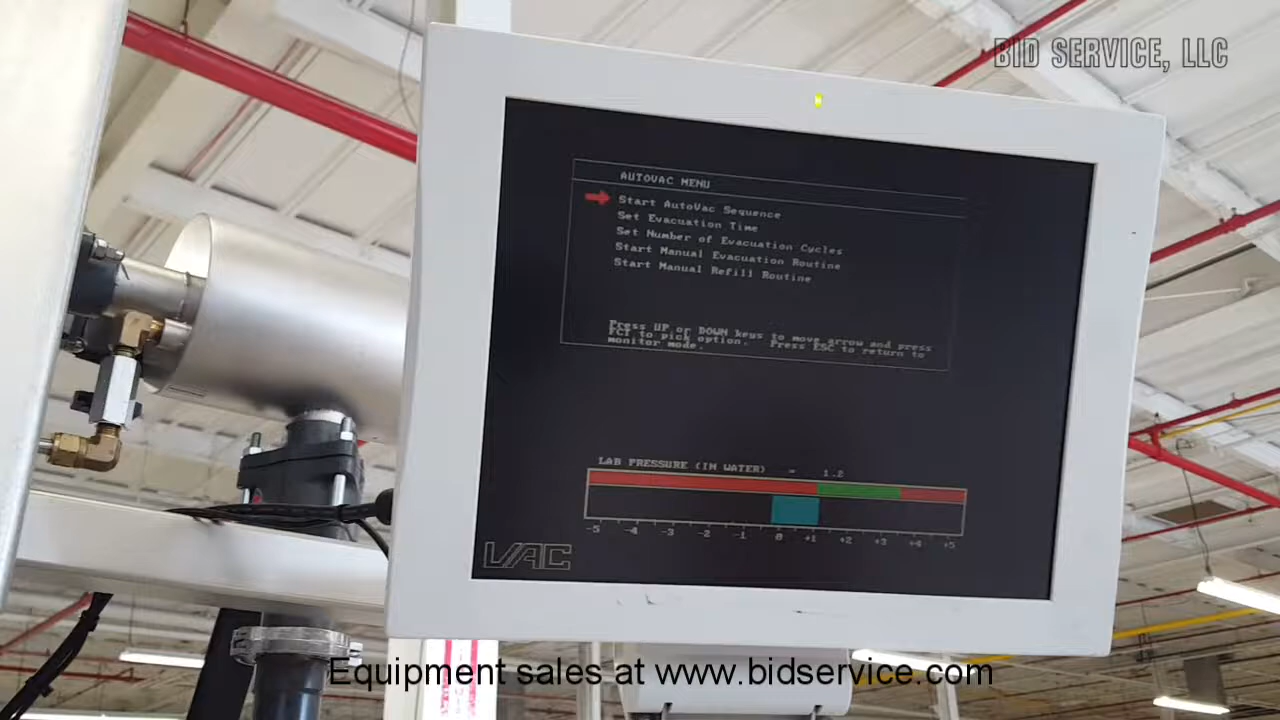 BID SERVICE, LLC
AUTOVAC MENU
Start AutoVac Sequence
Set Evacuation Time
Set Number of Evacuation Cycles
Start Manual Evacuation Routine
Start Manual Refill Routine
Press UP or DOWN keys to move arrow and press
FCT to pick option. Press ESC to return to
monitor mode.
LAB PRESSURE (IN WATER) = 1.2
-5 -4 -3 -2 -1 0 +1 +2 +3 +4 +5
VAC
Equipment sales at www.bidservice.com